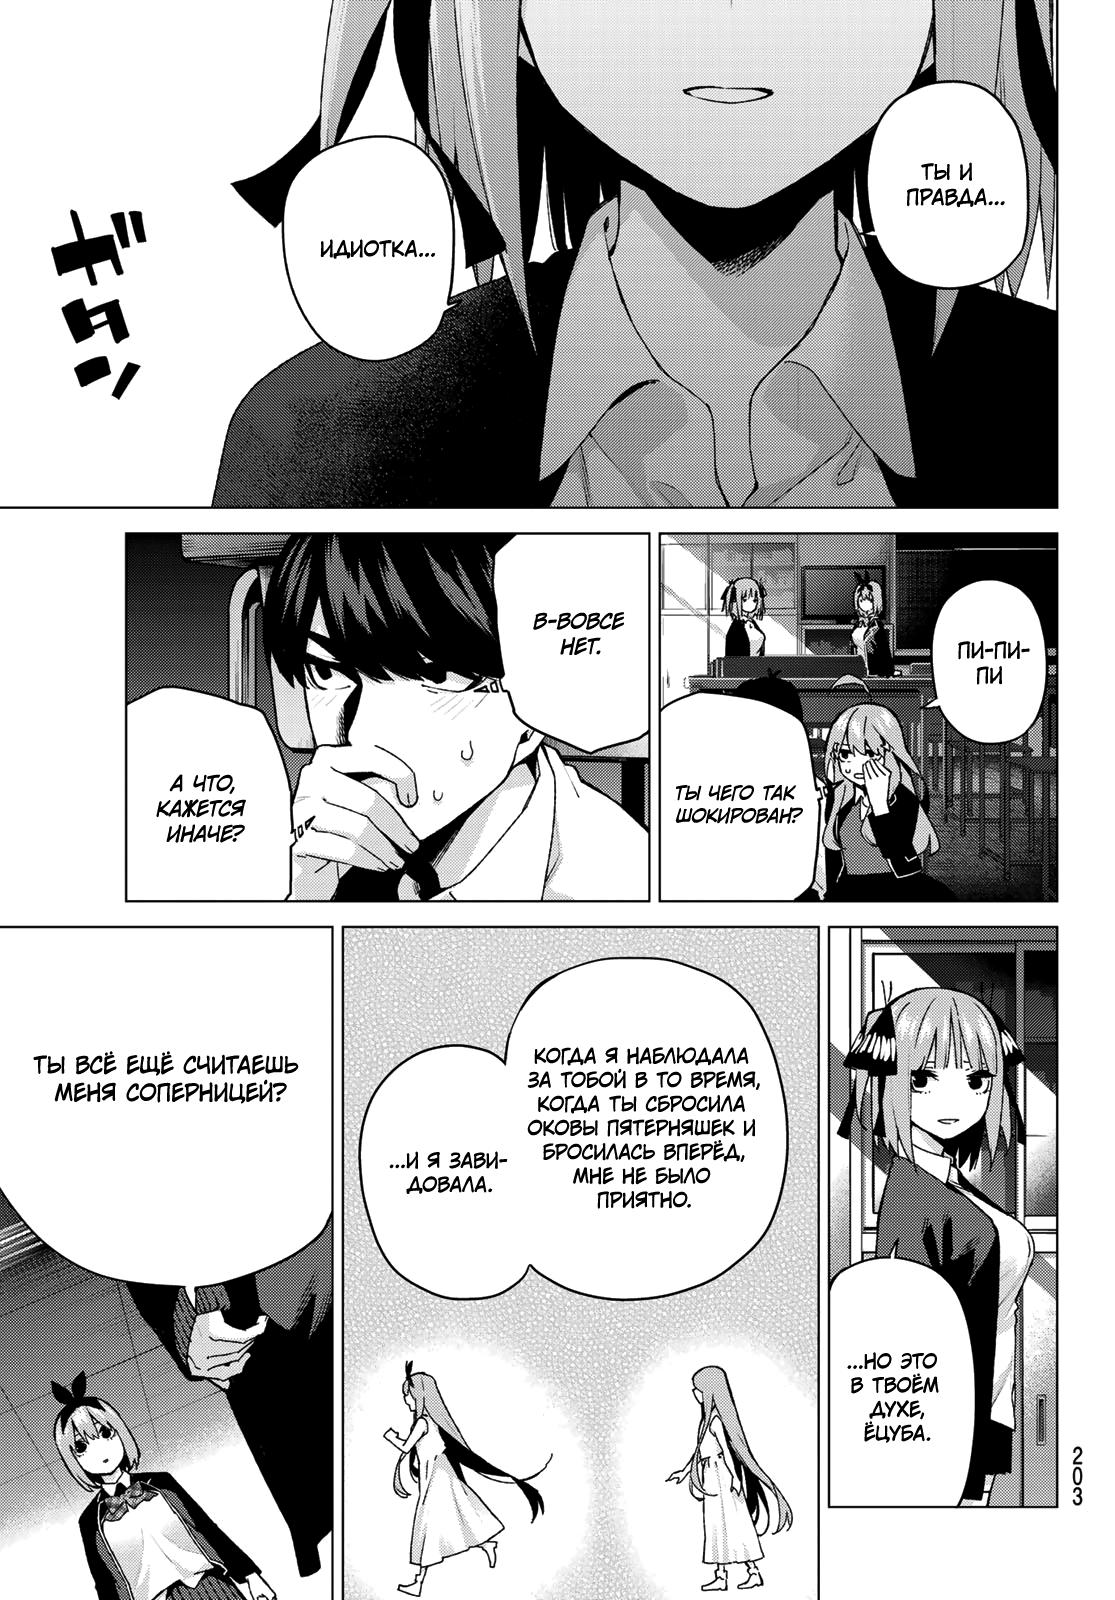 ТЫ И
ПРАВДА...
ИДИОТКА...
ガタン
ПИ-ПИ-
ПИ
ТЫ ЧЕГО ТАК
ШОКИРОВАН?
В-ВОВСЕ
НЕТ.
А ЧТО,
КАЖЕТСЯ
ИНАЧЕ?
...НО ЭТО
В ТВОЁМ
ДУХЕ,
ЁЦУБА.
КОГДА Я НАБЛЮДАЛА
ЗА ТОБОЙ В ТО ВРЕМЯ,
КОГДА ТЫ СБРОСИЛА
ОКОВЫ ПЯТЕРНЯШЕК И
БРОСИЛАСЬ ВПЕРЁД,
МНЕ НЕ БЫЛО
ПРИЯТНО.
...И Я ЗАВИ-
ДОВАЛА.
ТЫ ВСЁ ЕЩЁ СЧИТАЕШЬ
МЕНЯ СОПЕРНИЦЕЙ?
203